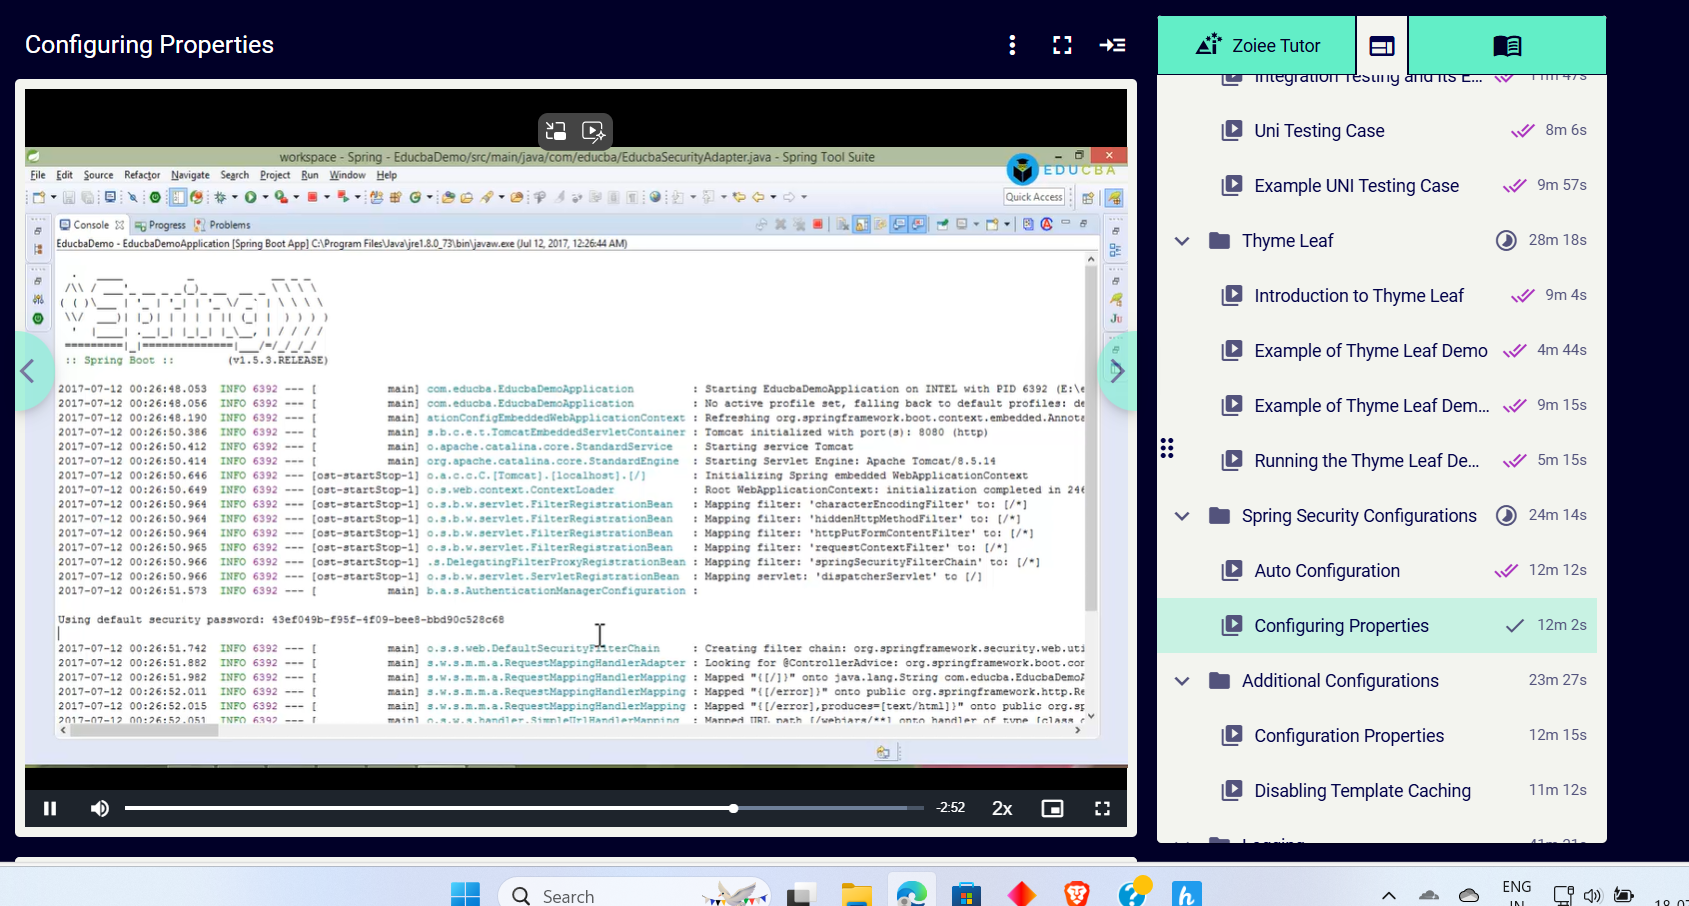 Configuring Properties
Zoiee Tutor
Integration Testing and its E... 11m 47s
Uni Testing Case 8m 6s
Example UNI Testing Case 9m 57s
Thyme Leaf 28m 18s
Introduction to Thyme Leaf 9m 4s
Example of Thyme Leaf Demo 4m 44s
Example of Thyme Leaf Dem... 9m 15s
Running the Thyme Leaf De... 5m 15s
Spring Security Configurations 24m 14s
Auto Configuration 12m 12s
Configuring Properties 12m 2s
Additional Configurations 23m 27s
Configuration Properties 12m 15s
Disabling Template Caching 11m 12s
workspace - Spring - EducbaDemo/src/main/java/com/educba/EducbaSecurityAdapter.java - Spring Tool Suite
EDUCBA
File Edit Source Refactor Navigate Search Project Run Window Help
Quick Access
Console Progress Problems
EducbaDemo - EducbaDemoApplication [Spring Boot App] C:\Program Files\Java\jre1.8.0_73\bin\javaw.exe (Jul 12, 2017, 12:26:44 AM)
:: Spring Boot :: (v1.5.3.RELEASE)
2017-07-12 00:26:48.053 INFO 6392 --- [ main] com.educba.EducbaDemoApplication : Starting EducbaDemoApplication on INTEL with PID 6392 (E:\e
2017-07-12 00:26:48.056 INFO 6392 --- [ main] com.educba.EducbaDemoApplication : No active profile set, falling back to default profiles: de
2017-07-12 00:26:48.190 INFO 6392 --- [ main] ationConfigEmbeddedWebApplicationContext : Refreshing org.springframework.boot.context.embedded.Annota
2017-07-12 00:26:50.386 INFO 6392 --- [ main] s.b.c.e.t.TomcatEmbeddedServletContainer : Tomcat initialized with port(s): 8080 (http)
2017-07-12 00:26:50.412 INFO 6392 --- [ main] o.apache.catalina.core.StandardService : Starting service Tomcat
2017-07-12 00:26:50.414 INFO 6392 --- [ main] org.apache.catalina.core.StandardEngine : Starting Servlet Engine: Apache Tomcat/8.5.14
2017-07-12 00:26:50.646 INFO 6392 --- [ost-startStop-1] o.a.c.c.C.[Tomcat].[localhost].[/] : Initializing Spring embedded WebApplicationContext
2017-07-12 00:26:50.649 INFO 6392 --- [ost-startStop-1] o.s.web.context.ContextLoader : Root WebApplicationContext: initialization completed in 246
2017-07-12 00:26:50.964 INFO 6392 --- [ost-startStop-1] o.s.b.w.servlet.FilterRegistrationBean : Mapping filter: 'characterEncodingFilter' to: [/*]
2017-07-12 00:26:50.964 INFO 6392 --- [ost-startStop-1] o.s.b.w.servlet.FilterRegistrationBean : Mapping filter: 'hiddenHttpMethodFilter' to: [/*]
2017-07-12 00:26:50.964 INFO 6392 --- [ost-startStop-1] o.s.b.w.servlet.FilterRegistrationBean : Mapping filter: 'httpPutFormContentFilter' to: [/*]
2017-07-12 00:26:50.965 INFO 6392 --- [ost-startStop-1] o.s.b.w.servlet.FilterRegistrationBean : Mapping filter: 'requestContextFilter' to: [/*]
2017-07-12 00:26:50.966 INFO 6392 --- [ost-startStop-1] .s.DelegatingFilterProxyRegistrationBean : Mapping filter: 'springSecurityFilterChain' to: [/*]
2017-07-12 00:26:50.966 INFO 6392 --- [ost-startStop-1] o.s.b.w.servlet.ServletRegistrationBean : Mapping servlet: 'dispatcherServlet' to [/]
2017-07-12 00:26:51.573 INFO 6392 --- [ main] b.a.s.AuthenticationManagerConfiguration :
Using default security password: 43ef049b-f95f-4f09-bee8-bbd90c528c68
2017-07-12 00:26:51.742 INFO 6392 --- [ main] o.s.s.web.DefaultSecurityFilterChain : Creating filter chain: org.springframework.security.web.uti
2017-07-12 00:26:51.882 INFO 6392 --- [ main] s.w.s.m.m.a.RequestMappingHandlerAdapter : Looking for @ControllerAdvice: org.springframework.boot.con
2017-07-12 00:26:51.982 INFO 6392 --- [ main] s.w.s.m.m.a.RequestMappingHandlerMapping : Mapped "{[/]}" onto java.lang.String com.educba.EducbaDemoA
2017-07-12 00:26:52.011 INFO 6392 --- [ main] s.w.s.m.m.a.RequestMappingHandlerMapping : Mapped "{[/error]}" onto public org.springframework.http.Re
2017-07-12 00:26:52.015 INFO 6392 --- [ main] s.w.s.m.m.a.RequestMappingHandlerMapping : Mapped "{[/error],produces=[text/html]}" onto public org.sp
2017-07-12 00:26:52.051 INFO 6392 --- [ main] o.s.w.s.handler.SimpleUrlHandlerMapping : Mapped URL path [/webjars/**] onto handler of type [class o
-2:52 2x
Search
ENG
IN